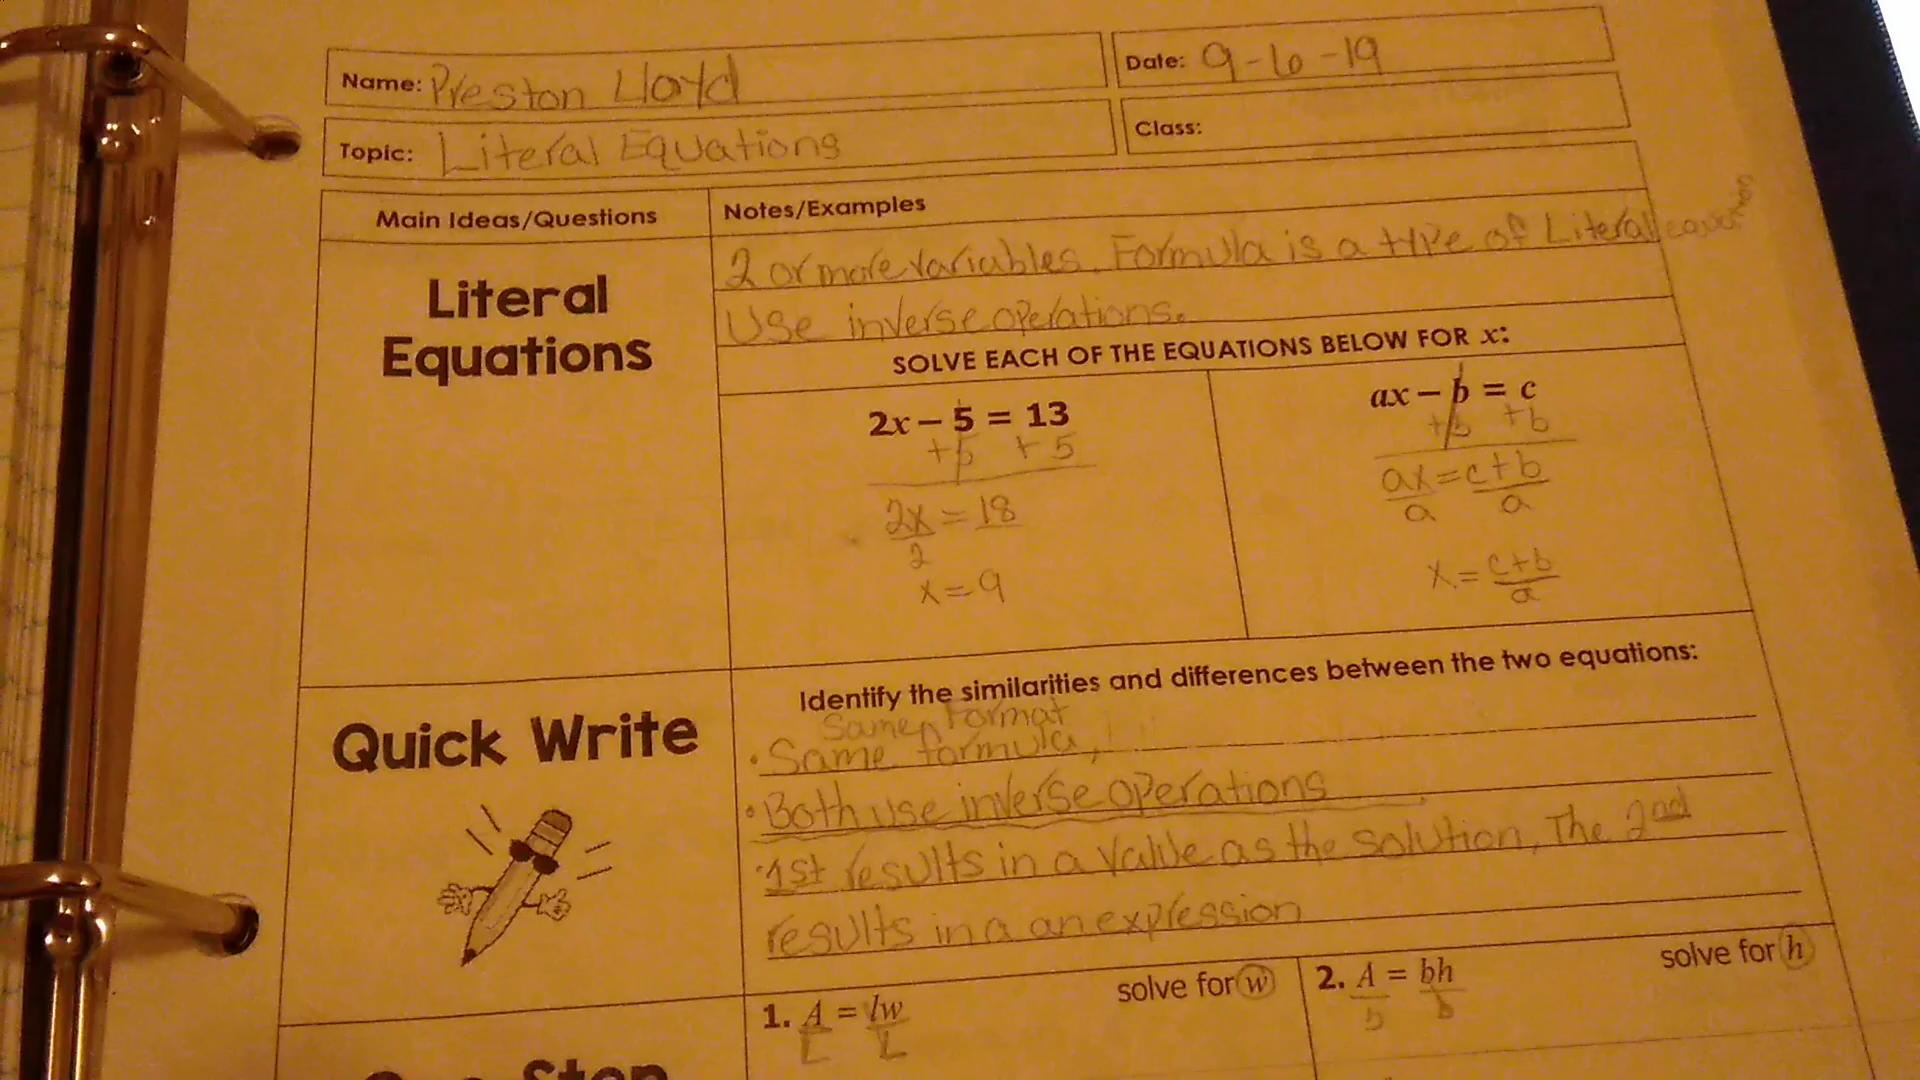 Name: Preston Lloyd
Date: 9-6-19
Topic: Literal Equations
Class:
Main Ideas/Questions
Notes/Examples
Literal
Equations
2 or more variables. Formula is a type of Literal equation
Use inverse operations.
SOLVE EACH OF THE EQUATIONS BELOW FOR x:
2x – 5 = 13
+5 +5
2x = 18
2
x = 9
ax – b = c
+b +b
ax = c+b
a a
x = c+b
a
Quick Write
Identify the similarities and differences between the two equations:
Same Format
• Same formula,
• Both use inverse operations
• 1st results in a value as the solution, The 2nd
results in a an expression
1. A = lw solve for w
L L
2. A = bh solve for h
b b